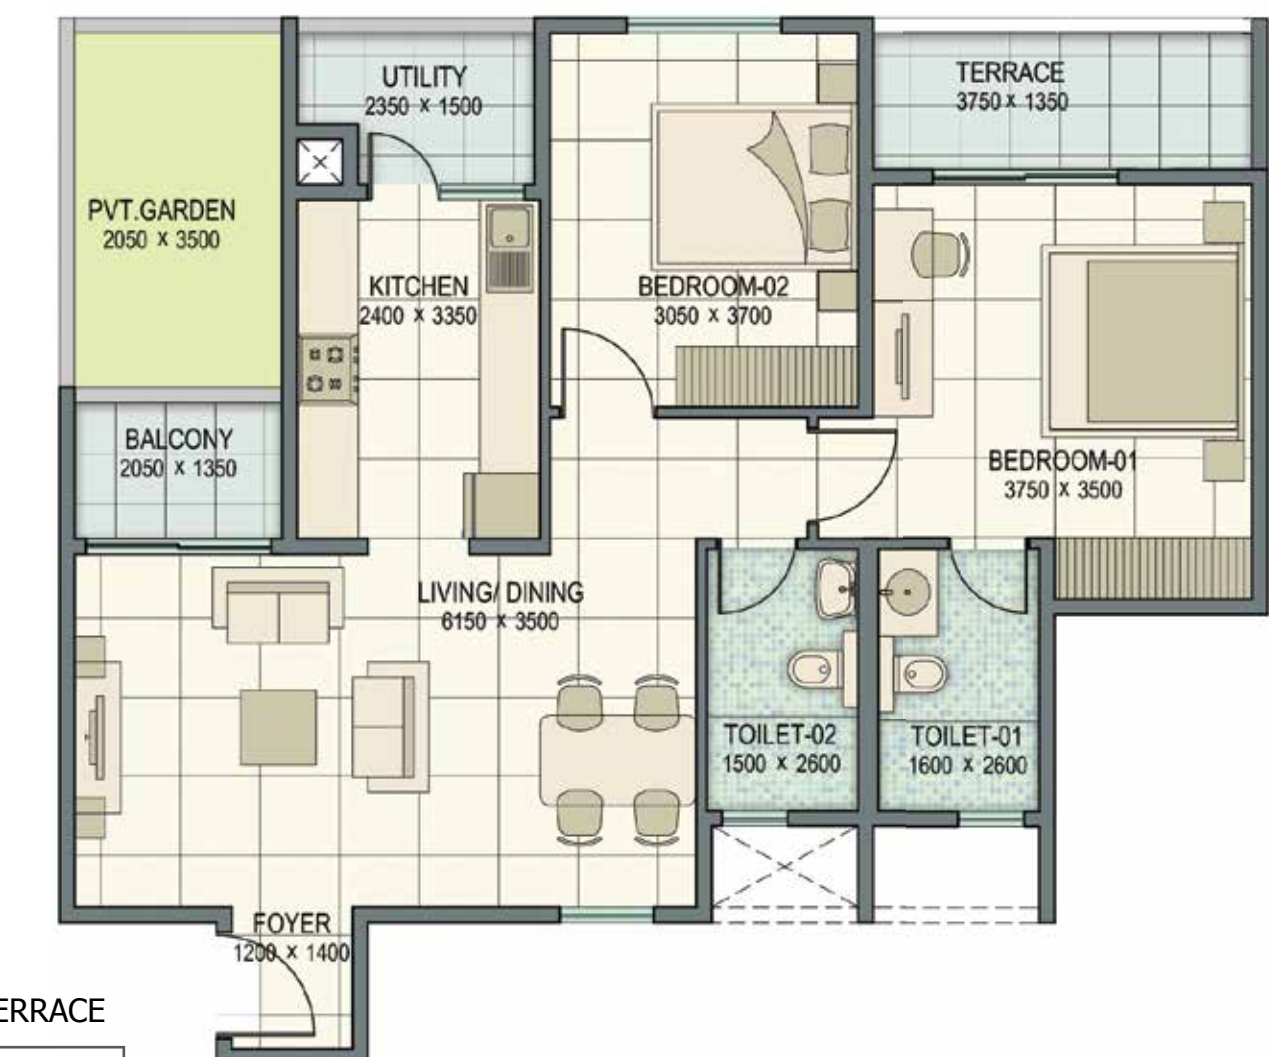 UTILITY
2350 x 1500
TERRACE
3750 x 1350
PVT.GARDEN
2050 x 3500
KITCHEN
2400 x 3350
BEDROOM-02
3050 x 3700
BALCONY
2050 x 1350
BEDROOM-01
3750 x 3500
LIVING/ DINING
6150 x 3500
TOILET-02
1500 x 2600
TOILET-01
1600 x 2600
FOYER
1200 x 1400
ERRACE